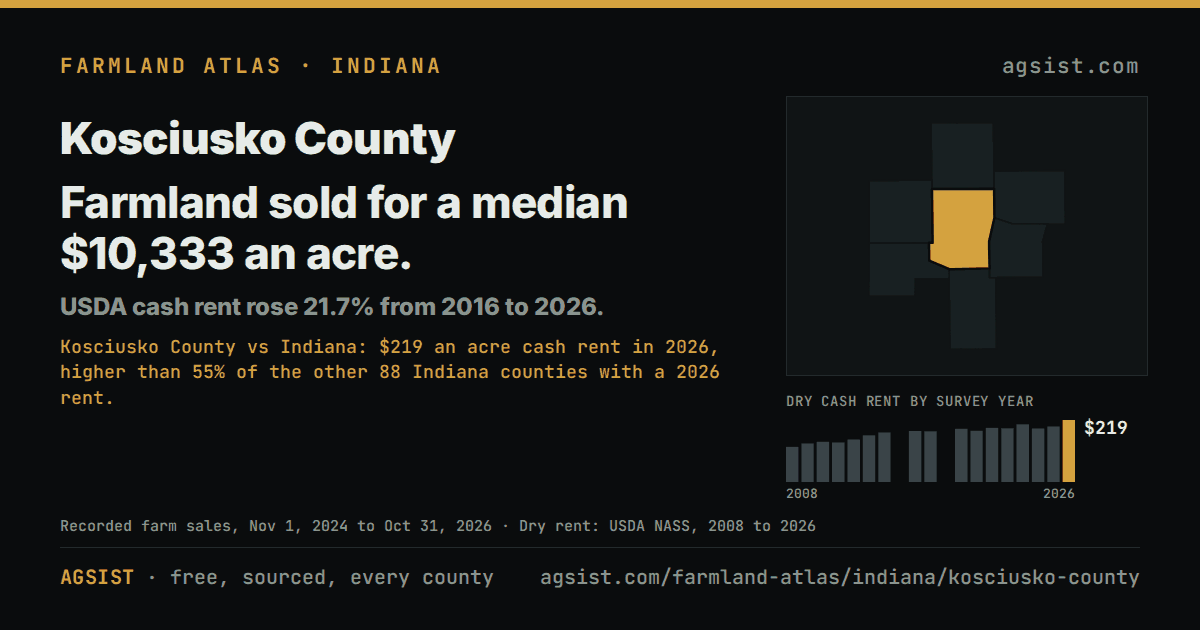 FARMLAND ATLAS · INDIANA
agsist.com
Kosciusko County
Farmland sold for a median
$10,333 an acre.
USDA cash rent rose 21.7% from 2016 to 2026.
Kosciusko County vs Indiana: $219 an acre cash rent in 2026,
higher than 55% of the other 88 Indiana counties with a 2026
rent.
DRY CASH RENT BY SURVEY YEAR
$219
2008
2026
Recorded farm sales, Nov 1, 2024 to Oct 31, 2026 · Dry rent: USDA NASS, 2008 to 2026
AGSIST · free, sourced, every county
agsist.com/farmland-atlas/indiana/kosciusko-county